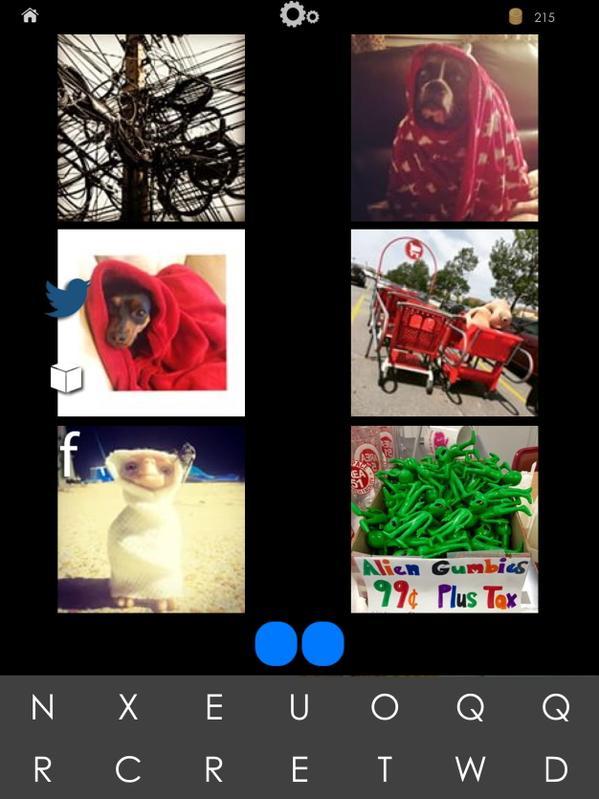 215
f
Alien Gumbies
99¢ Plus Tax
N X E U O Q Q
R C R E T W D